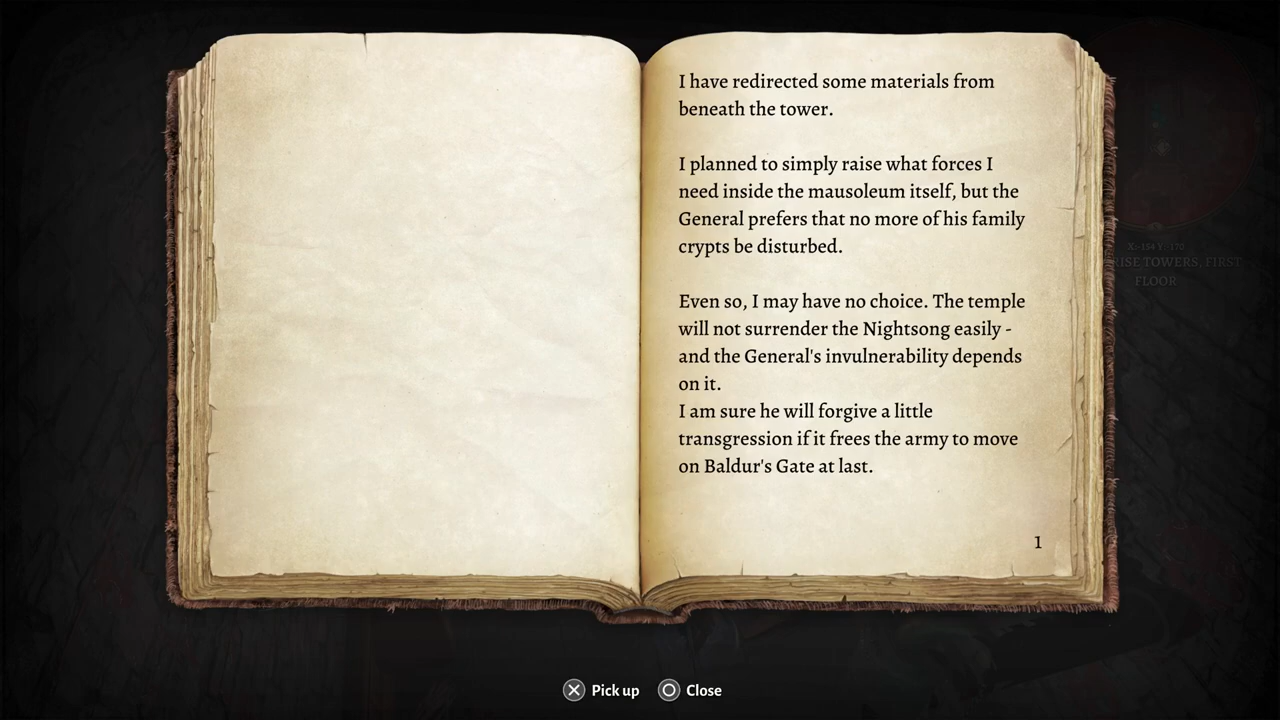 I have redirected some materials from
beneath the tower.
I planned to simply raise what forces I
need inside the mausoleum itself, but the
General prefers that no more of his family
crypts be disturbed.
Even so, I may have no choice. The temple
will not surrender the Nightsong easily -
and the General's invulnerability depends
on it.
I am sure he will forgive a little
transgression if it frees the army to move
on Baldur's Gate at last.
1
RISE TOWERS, FIRST
FLOOR
Pick up
Close